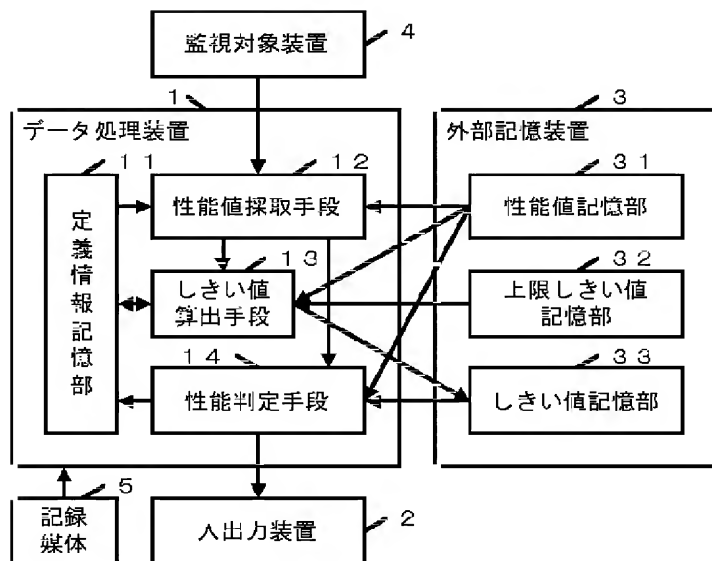 監視対象装置
4
1
3
データ処理装置
外部記憶装置
11
12
31
定義情報記憶部
性能値採取手段
性能値記憶部
13
32
しきい値
算出手段
上限しきい値
記憶部
14
33
性能判定手段
しきい値記憶部
5
2
記録
媒体
入出力装置